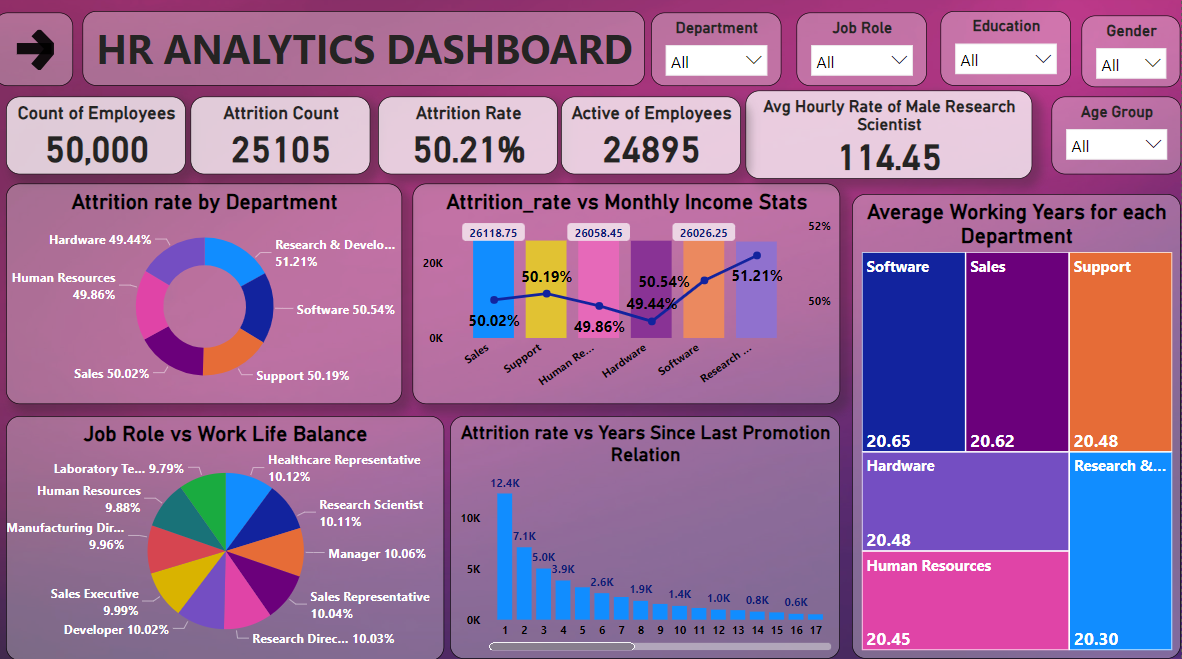 HR ANALYTICS DASHBOARD
Department
All
Job Role
All
Education
All
Gender
All
Count of Employees
50,000
Attrition Count
25105
Attrition Rate
50.21%
Active of Employees
24895
Avg Hourly Rate of Male Research
Scientist
114.45
Age Group
All
Attrition rate by Department
Hardware 49.44%
Research & Develo...
51.21%
Human Resources
49.86%
Software 50.54%
Sales 50.02%
Support 50.19%
Attrition_rate vs Monthly Income Stats
26118.75
26058.45
26026.25
52%
20K
50.19%
50.54%
51.21%
49.44%
50%
50.02%
49.86%
0K
Sales
Support
Human Re...
Hardware
Software
Research ...
Average Working Years for each
Department
Software
20.65
Sales
20.62
Support
20.48
Hardware
20.48
Human Resources
20.45
Research &...
20.30
Job Role vs Work Life Balance
Laboratory Te... 9.79%
Healthcare Representative
10.12%
Human Resources
9.88%
Research Scientist
10.11%
Manufacturing Dir...
9.96%
Manager 10.06%
Sales Executive
9.99%
Sales Representative
10.04%
Developer 10.02%
Research Direc... 10.03%
Attrition rate vs Years Since Last Promotion
Relation
12.4K
10K
7.1K
5.0K
5K
3.9K
2.6K
1.9K
1.4K
1.0K
0.8K
0.6K
0K
1 2 3 4 5 6 7 8 9 10 11 12 13 14 15 16 17